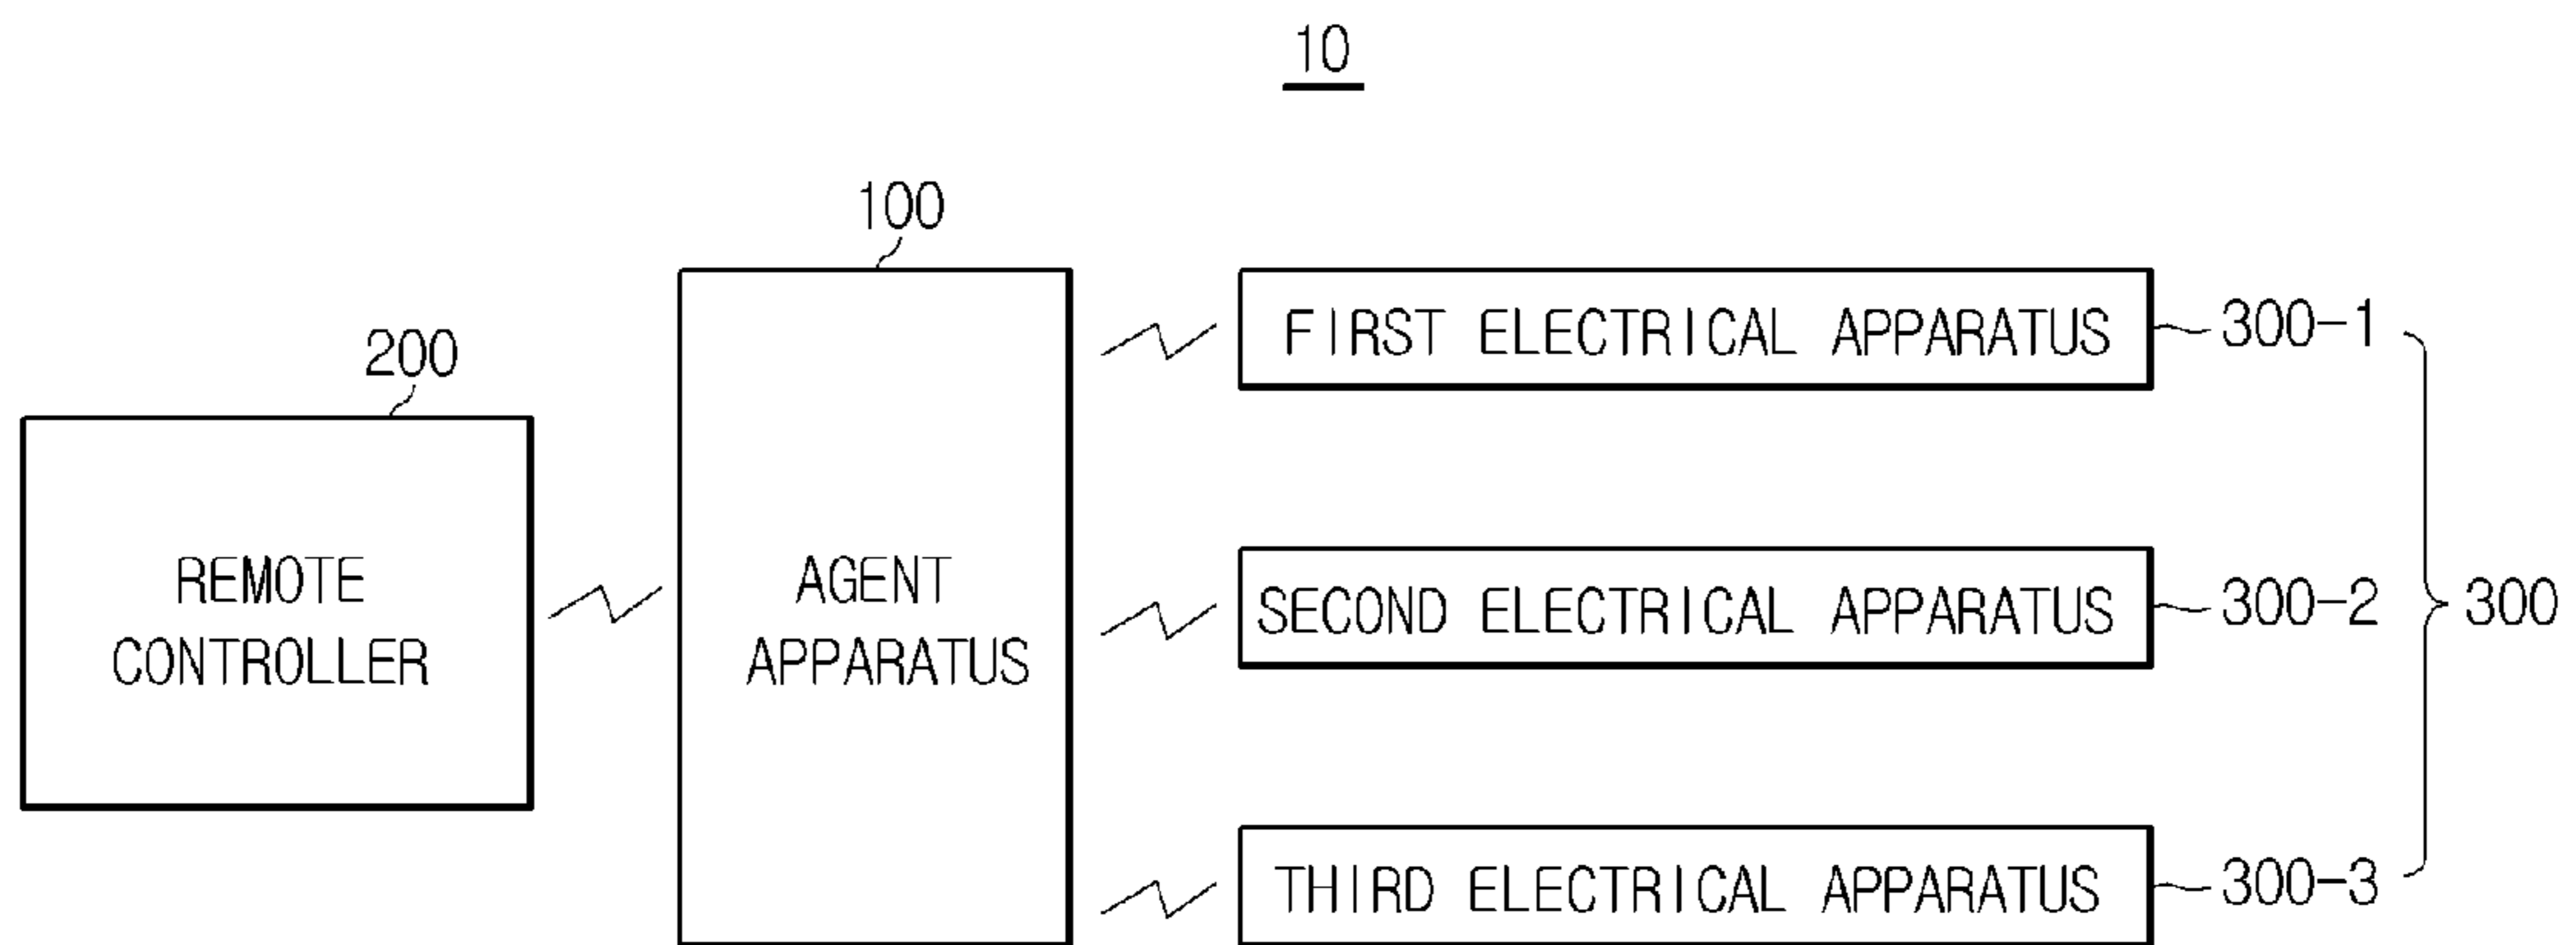 10
100
200
REMOTE
CONTROLLER
AGENT
APPARATUS
FIRST ELECTRICAL APPARATUS
300-1
SECOND ELECTRICAL APPARATUS
300-2
300
THIRD ELECTRICAL APPARATUS
300-3